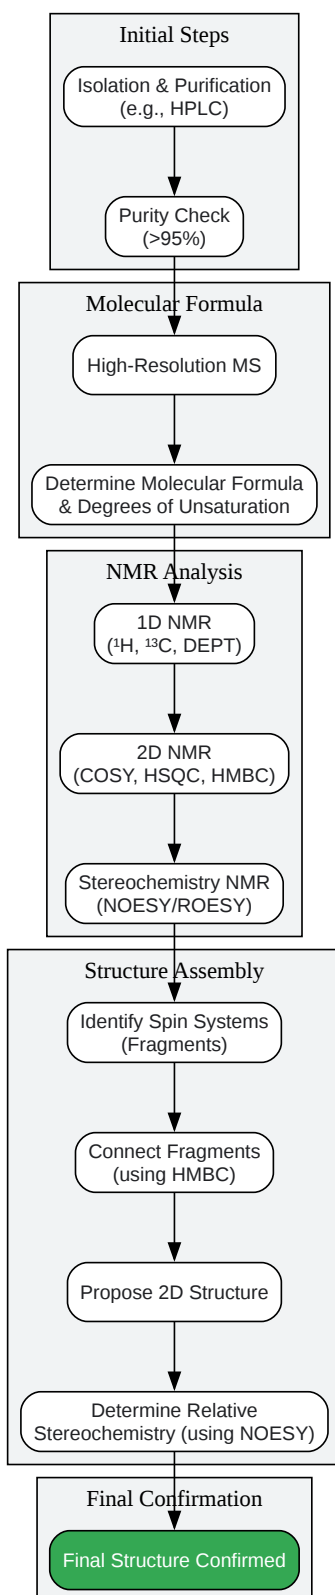 Initial Steps
Isolation & Purification
(e.g., HPLC)
Purity Check
(>95%)
Molecular Formula
High-Resolution MS
Determine Molecular Formula
& Degrees of Unsaturation
NMR Analysis
1D NMR
(¹H, ¹³C, DEPT)
2D NMR
(COSY, HSQC, HMBC)
Stereochemistry NMR
(NOESY/ROESY)
Structure Assembly
Identify Spin Systems
(Fragments)
Connect Fragments
(using HMBC)
Propose 2D Structure
Determine Relative
Stereochemistry (using NOESY)
Final Confirmation
Final Structure Confirmed